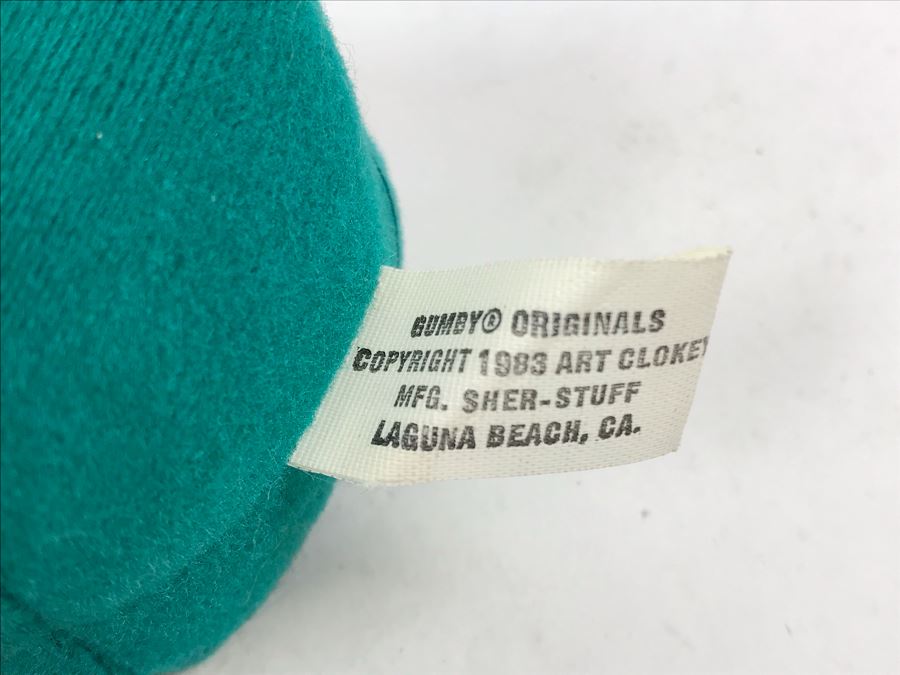 GUMBY® ORIGINALS
COPYRIGHT 1983 ART CLOKEY
MFG. SHER-STUFF
LAGUNA BEACH, CA.